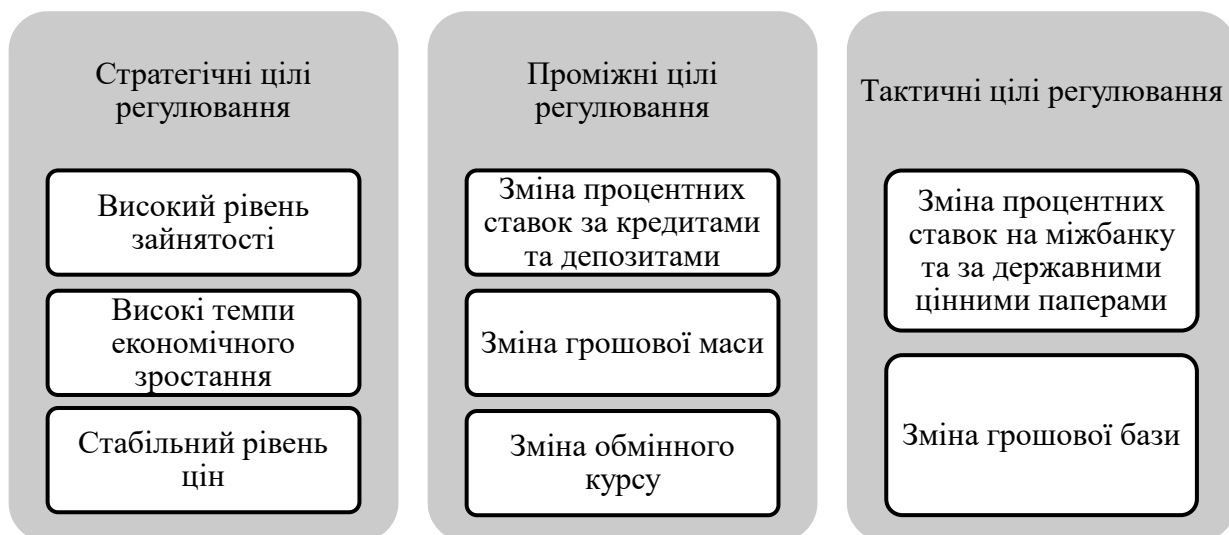 Стратегічні цілі
регулювання
Високий рівень
зайнятості
Високі темпи
економічного
зростання
Стабільний рівень
цін
Проміжні цілі
регулювання
Зміна процентних
ставок за кредитами
та депозитами
Зміна грошової маси
Зміна обмінного
курсу
Тактичні цілі регулювання
Зміна процентних
ставок на міжбанку
та за державними
цінними паперами
Зміна грошової бази